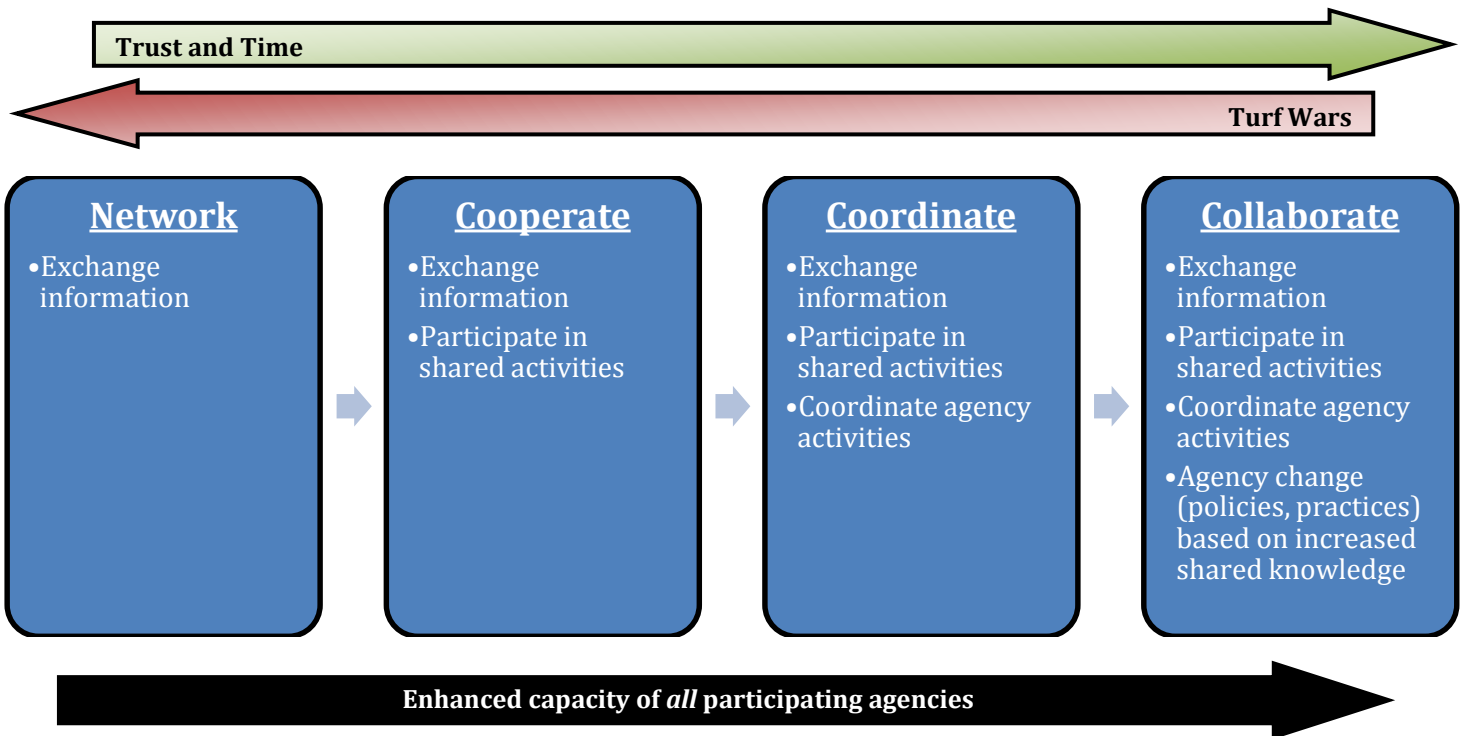 Trust and Time
Turf Wars
Network
•Exchange
information
Cooperate
•Exchange
information
•Participate in
shared activities
Coordinate
•Exchange
information
•Participate in
shared activities
•Coordinate agency
activities
Collaborate
•Exchange
information
•Participate in
shared activities
•Coordinate agency
activities
•Agency change
(policies, practices)
based on increased
shared knowledge
Enhanced capacity of all participating agencies